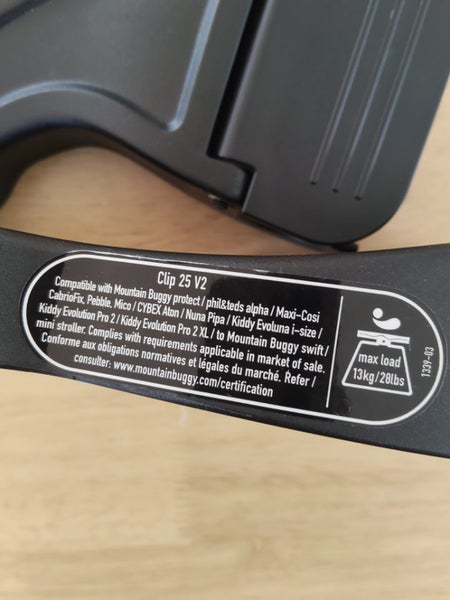 Clip 25 V2
Compatible with Mountain Buggy protect / phil&teds alpha / Maxi-Cosi
CabrioFix, Pebble, Mico / CYBEX Aton / Nuna Pipa / Kiddy Evoluna i-size /
Kiddy Evolution Pro 2 / Kiddy Evolution Pro 2 XL / to Mountain Buggy swift /
mini stroller. Complies with requirements applicable in market of sale.
Conforme aux obligations normatives et légales du marché. Refer /
consulter: www.mountainbuggy.com/certification
max load
13kg/28lbs
1339-03